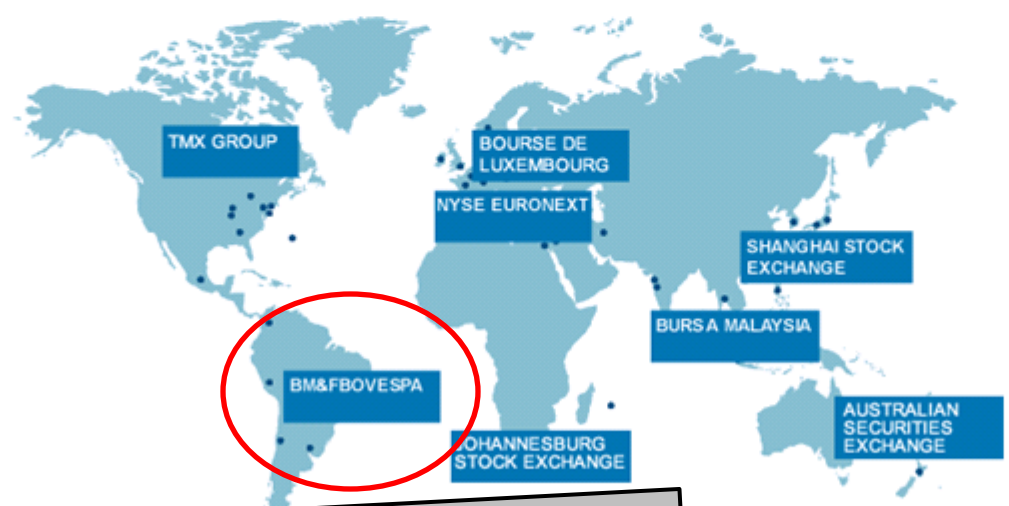 TMX GROUP
BOURSE DE
LUXEMBOURG
NYSE EURONEXT
SHANGHAI STOCK
EXCHANGE
BURSA MALAYSIA
BM&FBOVESPA
AUSTRALIAN
SECURITIES
EXCHANGE
JOHANNESBURG
STOCK EXCHANGE